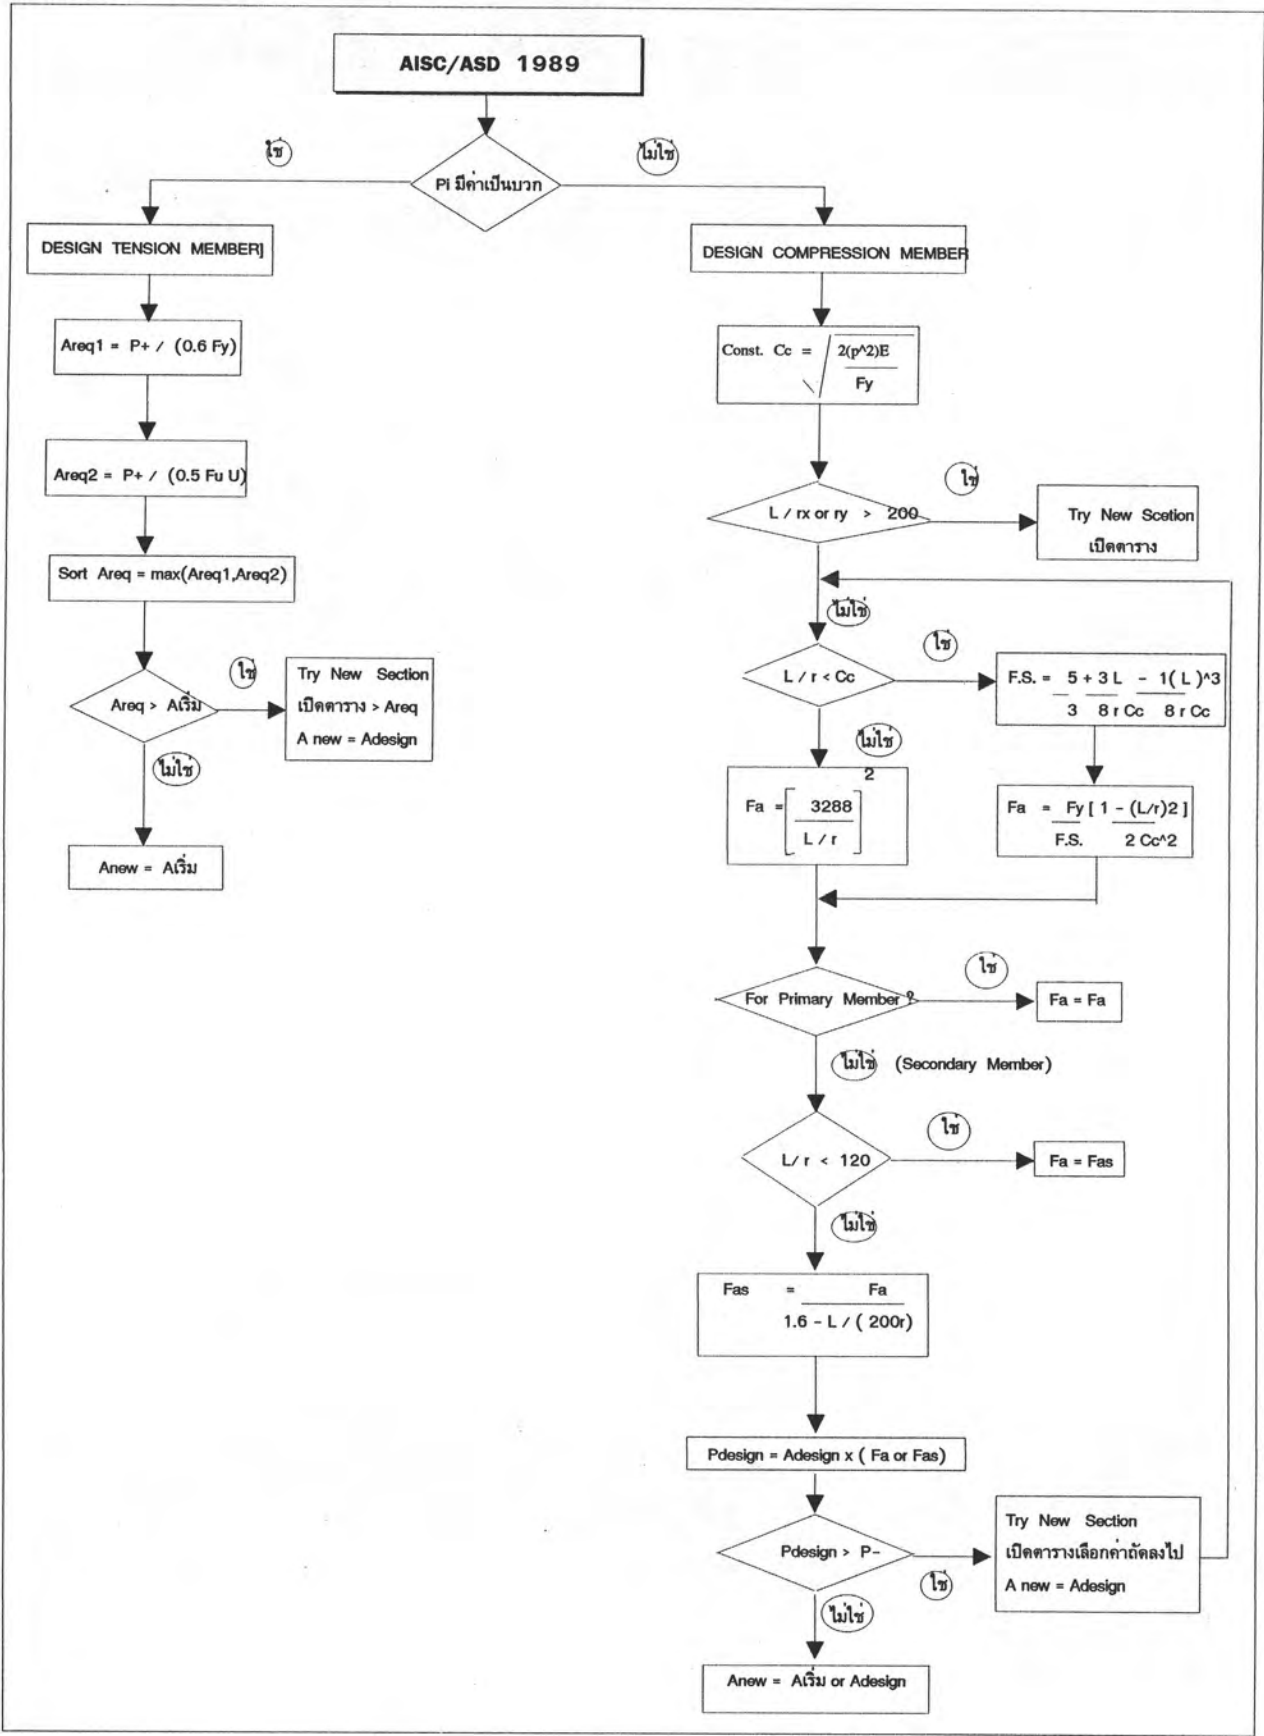 AISC/ASD 1989
ใช่
ไม่ใช่
Pi มีค่าเป็นบวก
DESIGN TENSION MEMBER]
Areq1 = P+ / (0.6 Fy)
Areq2 = P+ / (0.5 Fu U)
Sort Areq = max(Areq1,Areq2)
Areq > Aเริ่ม
ใช่
Try New Section
เปิดตาราง > Areq
A new = Adesign
ไม่ใช่
Anew = Aเริ่ม
DESIGN COMPRESSION MEMBER
Const. Cc = √ 2(p^2)E
Fy
L / rx or ry > 200
ใช่
Try New Scetion
เปิดตาราง
ไม่ใช่
L / r < Cc
ใช่
F.S. = 5 + 3 L - 1( L )^3
3 8 r Cc 8 r Cc
ไม่ใช่
2
Fa = [ 3288 ]
L / r
Fa = Fy [ 1 - (L/r)2 ]
F.S. 2 Cc^2
For Primary Member ?
ใช่
Fa = Fa
ไม่ใช่ (Secondary Member)
L/ r < 120
ใช่
Fa = Fas
ไม่ใช่
Fas = Fa
1.6 - L / ( 200r)
Pdesign = Adesign x ( Fa or Fas)
Pdesign > P-
ใช่
Try New Section
เปิดตารางเลือกค่าถัดลงไป
A new = Adesign
ไม่ใช่
Anew = Aเริ่ม or Adesign